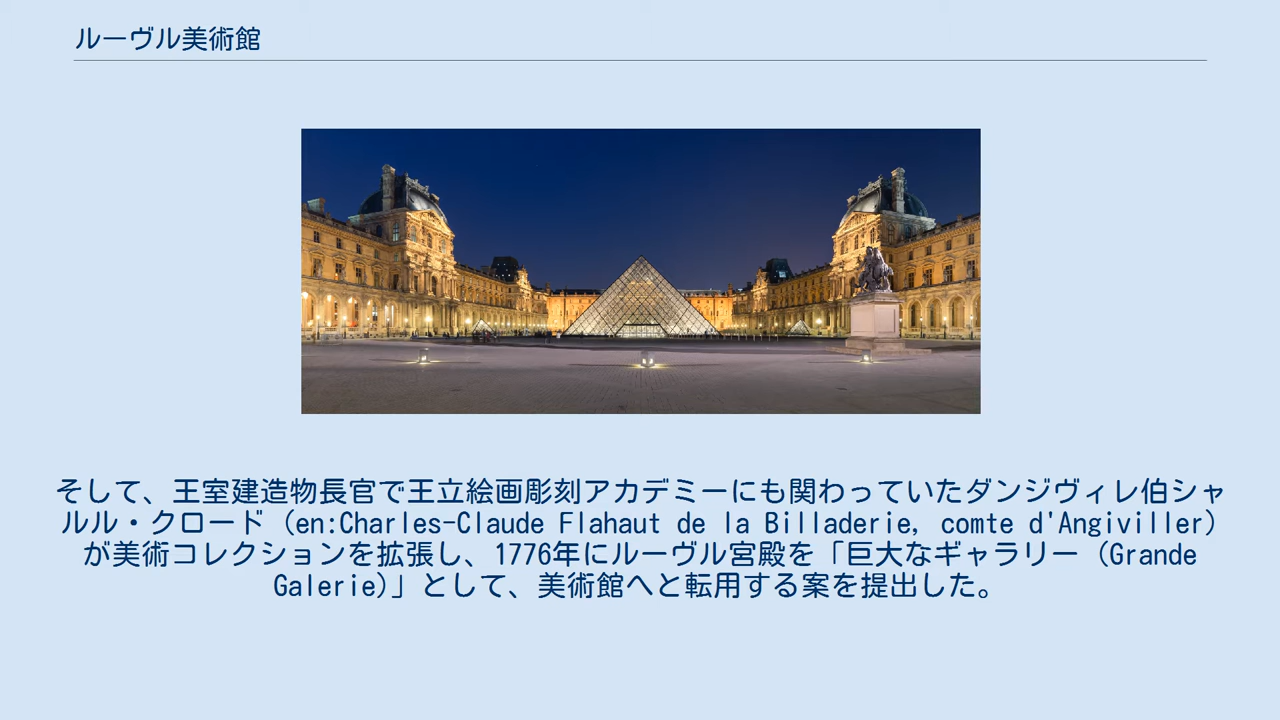 ルーヴル美術館
そして、王室建造物長官で王立絵画彫刻アカデミーにも関わっていたダンジヴィレ伯シャ
ルル・クロード（en:Charles-Claude Flahaut de la Billaderie, comte d'Angiviller）
が美術コレクションを拡張し、1776年にルーヴル宮殿を「巨大なギャラリー（Grande
Galerie)」として、美術館へと転用する案を提出した。